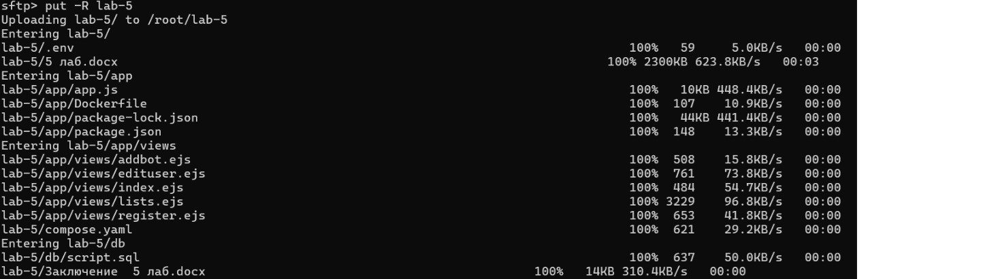 sftp> put -R lab-5
Uploading lab-5/ to /root/lab-5
Entering lab-5/
lab-5/.env 100% 59 5.0KB/s 00:00
lab-5/5 лаб.docx 100% 2300KB 623.8KB/s 00:03
Entering lab-5/app
lab-5/app/app.js 100% 10KB 448.4KB/s 00:00
lab-5/app/Dockerfile 100% 107 10.9KB/s 00:00
lab-5/app/package-lock.json 100% 44KB 441.4KB/s 00:00
lab-5/app/package.json 100% 148 13.3KB/s 00:00
Entering lab-5/app/views
lab-5/app/views/addbot.ejs 100% 508 15.8KB/s 00:00
lab-5/app/views/edituser.ejs 100% 761 73.8KB/s 00:00
lab-5/app/views/index.ejs 100% 484 54.7KB/s 00:00
lab-5/app/views/lists.ejs 100% 3229 96.8KB/s 00:00
lab-5/app/views/register.ejs 100% 653 41.8KB/s 00:00
lab-5/compose.yaml 100% 621 29.2KB/s 00:00
Entering lab-5/db
lab-5/db/script.sql 100% 637 50.0KB/s 00:00
lab-5/Заключение  5 лаб.docx 100% 14KB 310.4KB/s 00:00